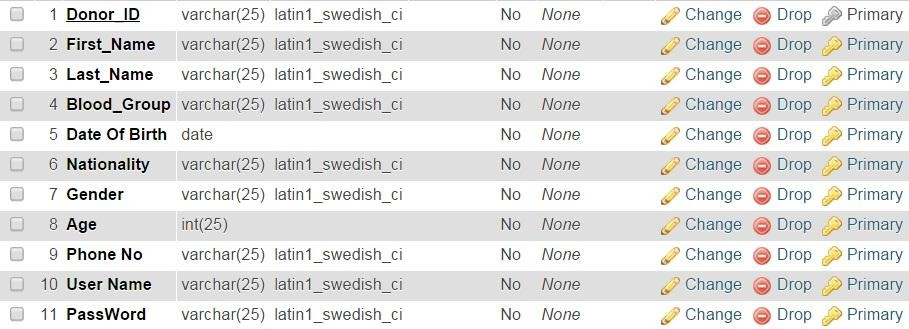 1 Donor_ID varchar(25) latin1_swedish_ci No None Change Drop Primary
2 First_Name varchar(25) latin1_swedish_ci No None Change Drop Primary
3 Last_Name varchar(25) latin1_swedish_ci No None Change Drop Primary
4 Blood_Group varchar(25) latin1_swedish_ci No None Change Drop Primary
5 Date Of Birth date No None Change Drop Primary
6 Nationality varchar(25) latin1_swedish_ci No None Change Drop Primary
7 Gender varchar(25) latin1_swedish_ci No None Change Drop Primary
8 Age int(25) No None Change Drop Primary
9 Phone No varchar(25) latin1_swedish_ci No None Change Drop Primary
10 User Name varchar(25) latin1_swedish_ci No None Change Drop Primary
11 PassWord varchar(25) latin1_swedish_ci No None Change Drop Primary